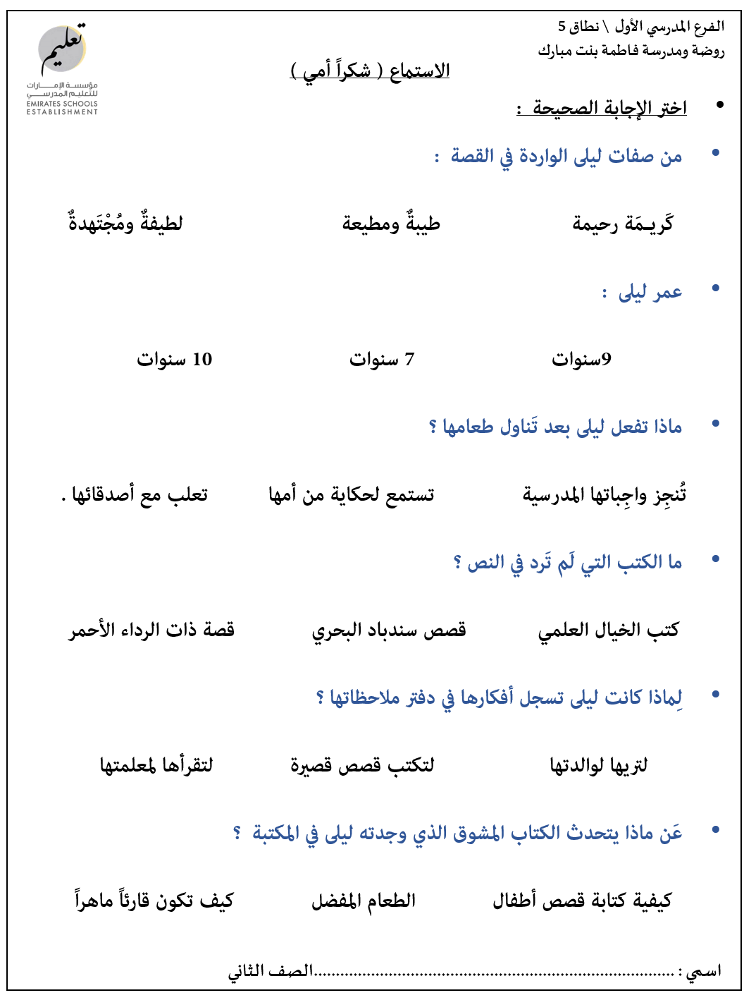 الفرع المدرسي الأول \ نطاق 5
روضة ومدرسة فاطمة بنت مبارك
تعليم
مؤسسة الإمارات
للتعليم المدرسي
EMIRATES SCHOOLS
ESTABLISHMENT
الاستماع ( شكراً أمي )
• اختر الإجابة الصحيحة :
• من صفات ليلى الواردة في القصة :
كَريـمَة رحيمة طيبةٌ ومطيعة لطيفةٌ ومُجْتَهدةٌ
• عمر ليلى :
9سنوات 7 سنوات 10 سنوات
• ماذا تفعل ليلى بعد تَناول طعامها ؟
تُنجِز واجِباتها المدرسية تستمع لحكاية من أمها تعلب مع أصدقائها .
• ما الكتب التي لَم تَرد في النص ؟
كتب الخيال العلمي قصص سندباد البحري قصة ذات الرداء الأحمر
• لِماذا كانت ليلى تسجل أفكارها في دفتر ملاحظاتها ؟
لتريها لوالدتها لتكتب قصص قصيرة لتقرأها لمعلمتها
• عَن ماذا يتحدث الكتاب المشوق الذي وجدته ليلى في المكتبة ؟
كيفية كتابة قصص أطفال الطعام المفضل كيف تكون قارئاً ماهراً
اسمي : ..................................................................................الصف الثاني